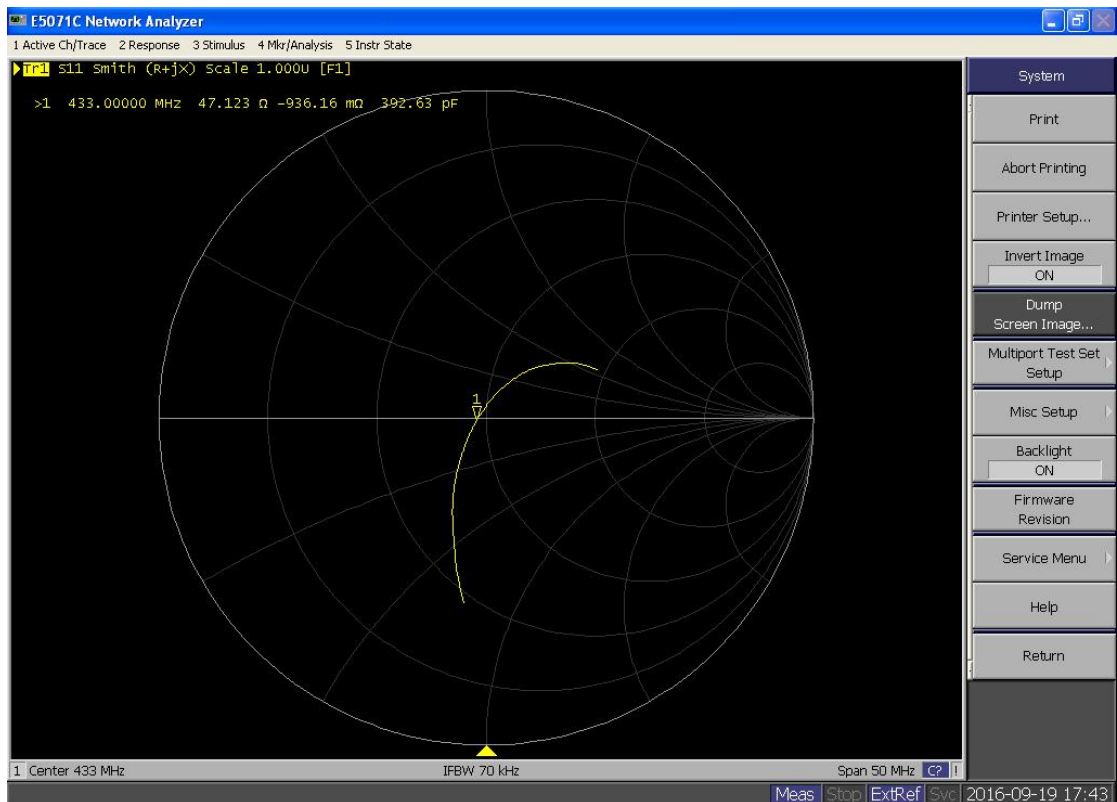 E5071C Network Analyzer
1 Active Ch/Trace 2 Response 3 Stimulus 4 Mkr/Analysis 5 Instr State
Tr1 S11 Smith (R+jX) Scale 1.000U [F1]
>1 433.00000 MHz 47.123 Ω -936.16 mΩ 392.63 pF
1
System
Print
Abort Printing
Printer Setup...
Invert Image
ON
Dump
Screen Image...
Multiport Test Set
Setup
Misc Setup
Backlight
ON
Firmware
Revision
Service Menu
Help
Return
1 Center 433 MHz IFBW 70 kHz Span 50 MHz C? !
Meas Stop ExtRef Svc 2016-09-19 17:43